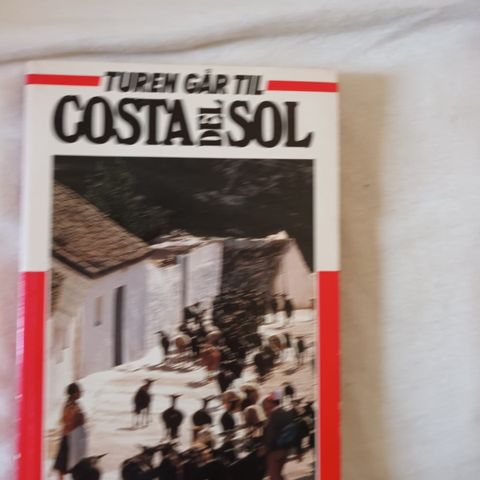 TUREN GÅR TIL
COSTA DEL SOL